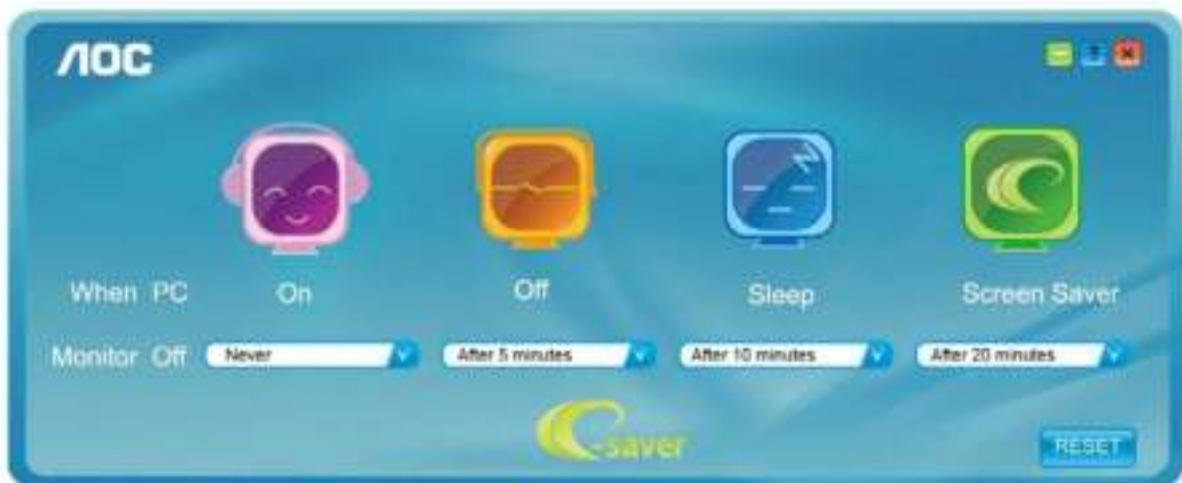 AOC
?
When PC On Off Sleep Screen Saver
Monitor Off Never After 5 minutes After 10 minutes After 20 minutes
e-saver
RESET